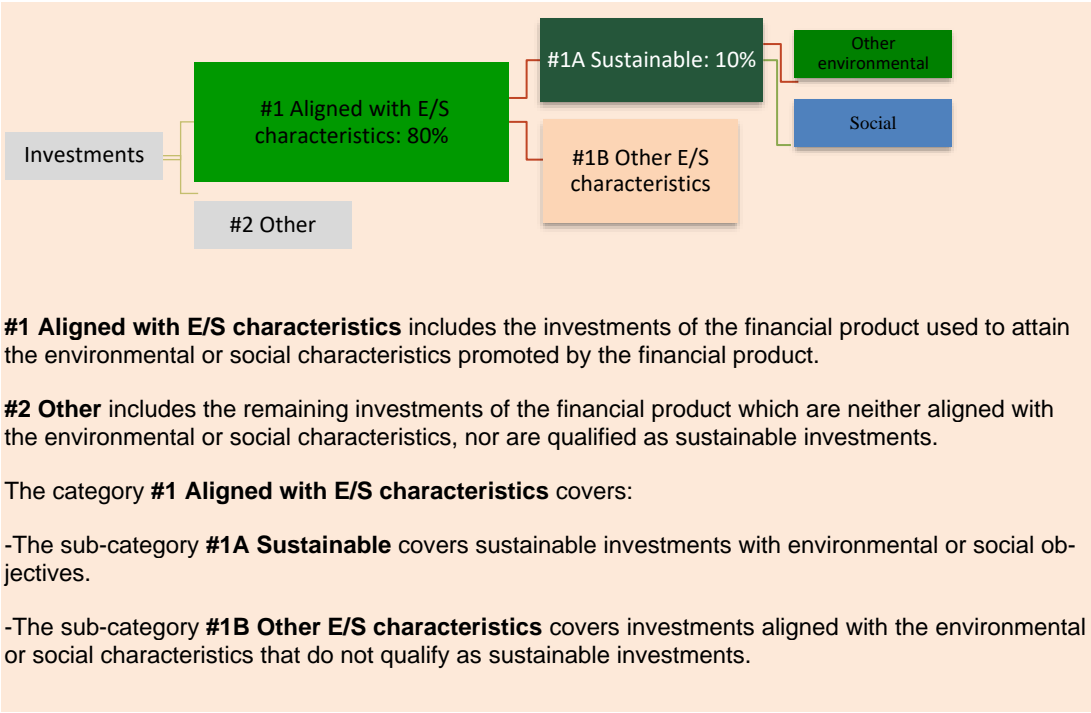 Investments
#1 Aligned with E/S
characteristics: 80%
#2 Other
#1A Sustainable: 10%
#1B Other E/S
characteristics
Other
environmental
Social
#1 Aligned with E/S characteristics includes the investments of the financial product used to attain
the environmental or social characteristics promoted by the financial product.
#2 Other includes the remaining investments of the financial product which are neither aligned with
the environmental or social characteristics, nor are qualified as sustainable investments.
The category #1 Aligned with E/S characteristics covers:
-The sub-category #1A Sustainable covers sustainable investments with environmental or social ob-
jectives.
-The sub-category #1B Other E/S characteristics covers investments aligned with the environmental
or social characteristics that do not qualify as sustainable investments.